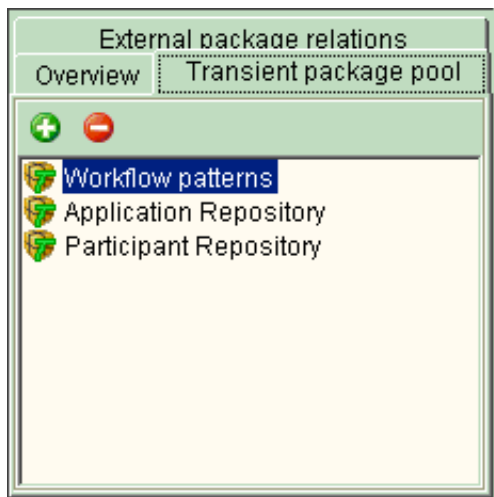 External package relations
Overview
Transient package pool
Workflow patterns
Application Repository
Participant Repository